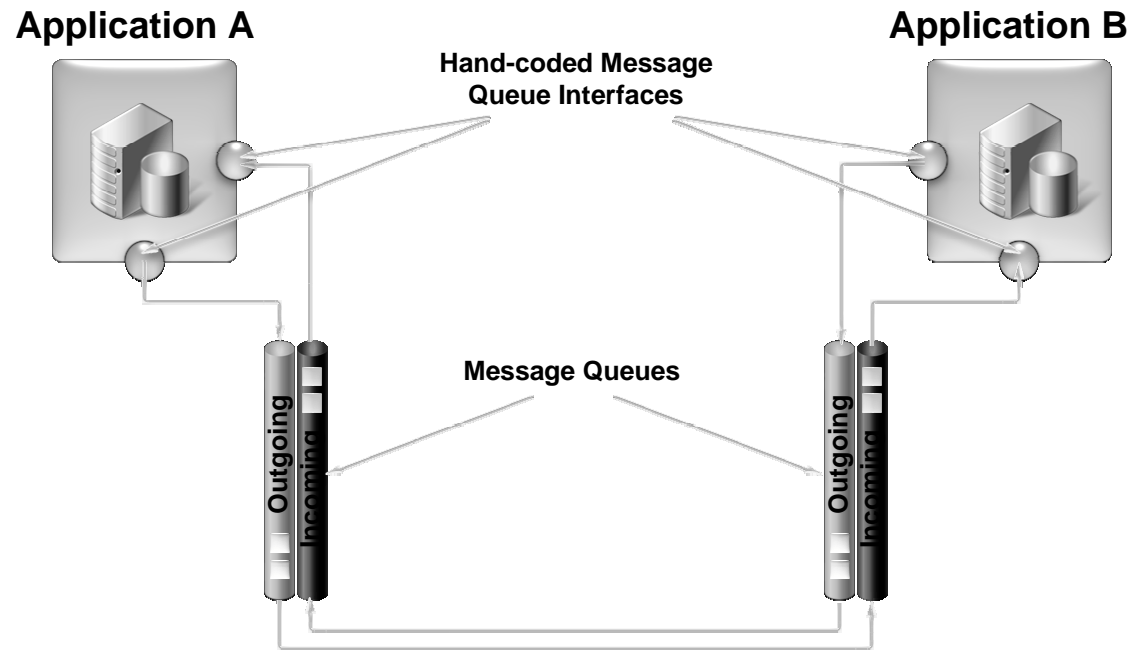 Application A
Application B
Hand-coded Message
Queue Interfaces
Message Queues
Outgoing
Incoming
Outgoing
Incoming